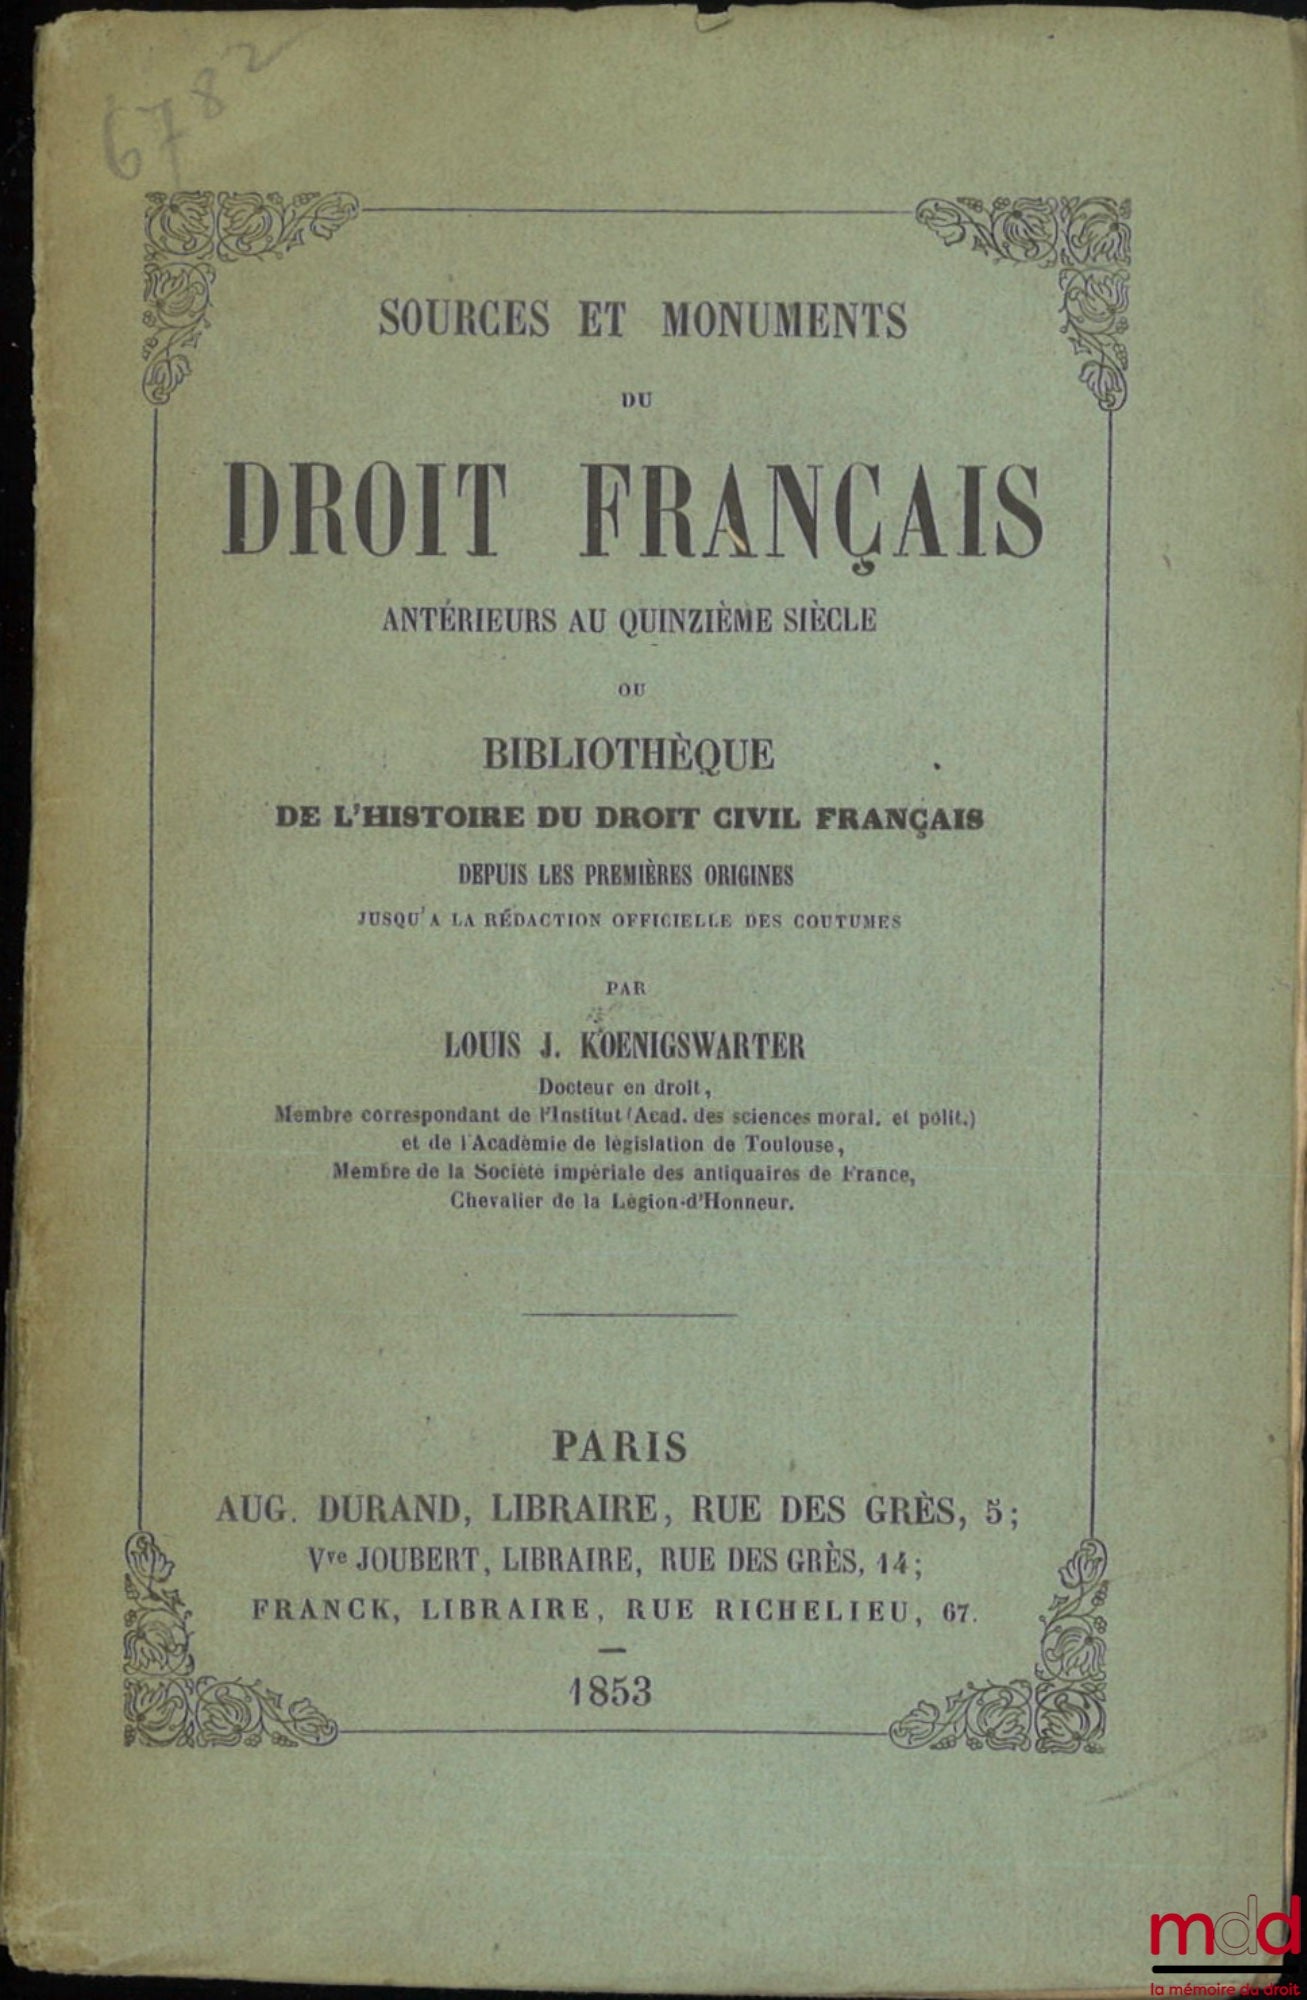 6782
SOURCES ET MONUMENTS
DU
DROIT FRANÇAIS
ANTÉRIEURS AU QUINZIÈME SIÈCLE
OU
BIBLIOTHÈQUE
DE L'HISTOIRE DU DROIT CIVIL FRANÇAIS
DEPUIS LES PREMIÈRES ORIGINES
JUSQU'A LA RÉDACTION OFFICIELLE DES COUTUMES
PAR
LOUIS J. KOENIGSWARTER
Docteur en droit,
Membre correspondant de l'Institut (Acad. des sciences moral. et polit.)
et de l'Académie de législation de Toulouse,
Membre de la Société impériale des antiquaires de France,
Chevalier de la Légion-d'Honneur.
PARIS
AUG. DURAND, LIBRAIRE, RUE DES GRÈS, 5;
Vve JOUBERT, LIBRAIRE, RUE DES GRÈS, 14;
FRANCK, LIBRAIRE, RUE RICHELIEU, 67.
1853
mdd
la mémoire du droit